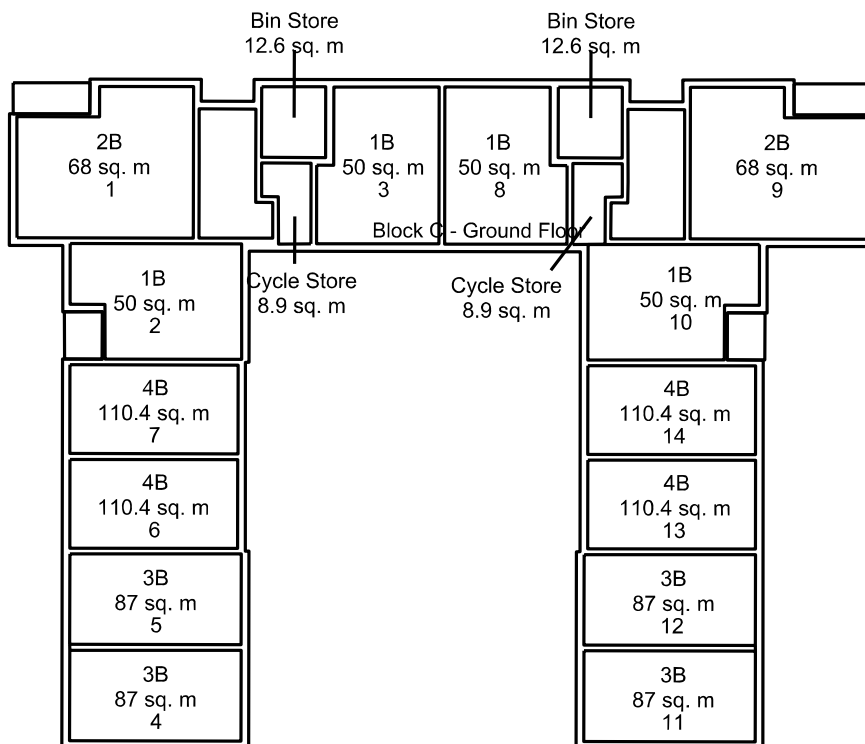 Bin Store
12.6 sq. m
Bin Store
12.6 sq. m
2B
68 sq. m
1
1B
50 sq. m
3
1B
50 sq. m
8
2B
68 sq. m
9
Block C - Ground Floor
Cycle Store
8.9 sq. m
Cycle Store
8.9 sq. m
1B
50 sq. m
2
1B
50 sq. m
10
4B
110.4 sq. m
7
4B
110.4 sq. m
14
4B
110.4 sq. m
6
4B
110.4 sq. m
13
3B
87 sq. m
5
3B
87 sq. m
12
3B
87 sq. m
4
3B
87 sq. m
11